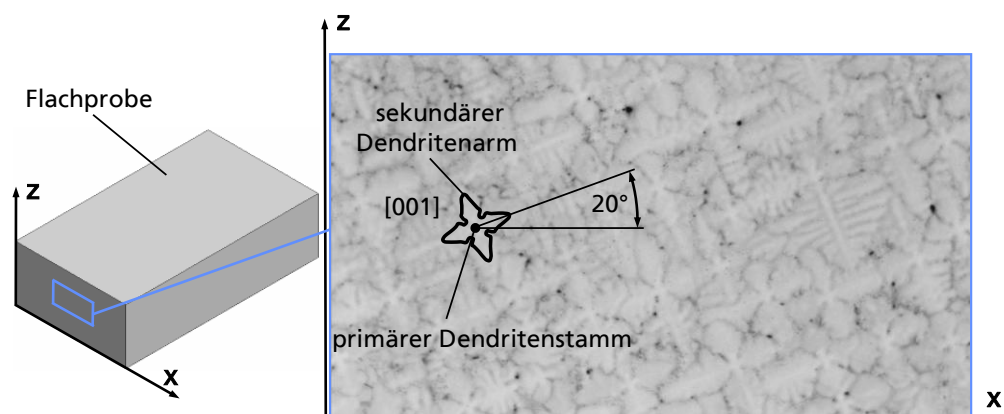 Flachprobe
z
x
z
sekundärer
Dendritenarm
[001]
20°
primärer Dendritenstamm
x